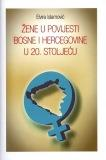 Elvira Islamović
ŽENE U POVIJESTI
BOSNE I HERCEGOVINE
U 20. STOLJEĆU